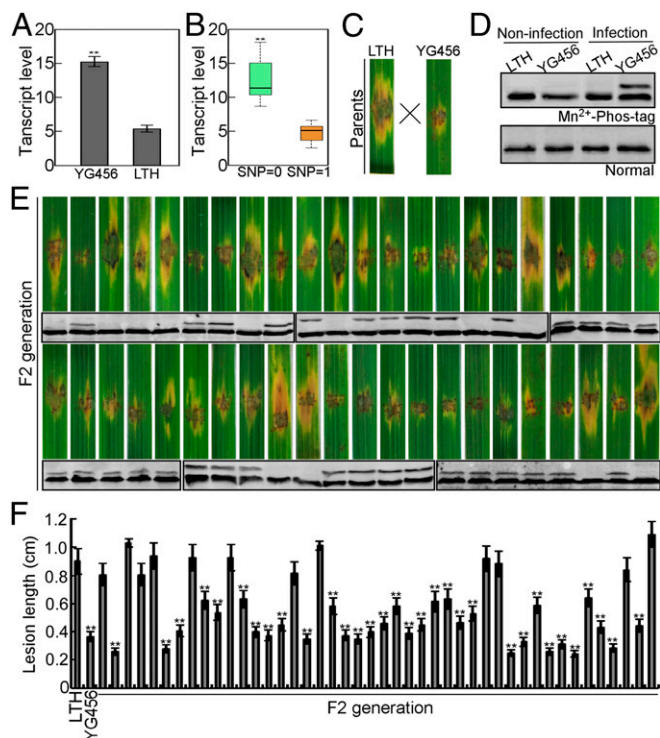 A
Transcript level
20
15
10
5
0
**
YG456
LTH
B
Transcript level
20
15
10
5
0
**
SNP=0
SNP=1
C
LTH
YG456
Parents
D
Non-infection
Infection
LTH
YG456
LTH
YG456
Mn2+-Phos-tag
Normal
E
F2 generation
F
Lesion length (cm)
1.2
1.0
0.8
0.6
0.4
0.2
0
** ** ** ** ** ** ** ** ** ** ** ** ** ** ** ** ** ** ** ** ** ** ** ** ** ** ** ** ** ** ** ** **
LTH
YG456
F2 generation